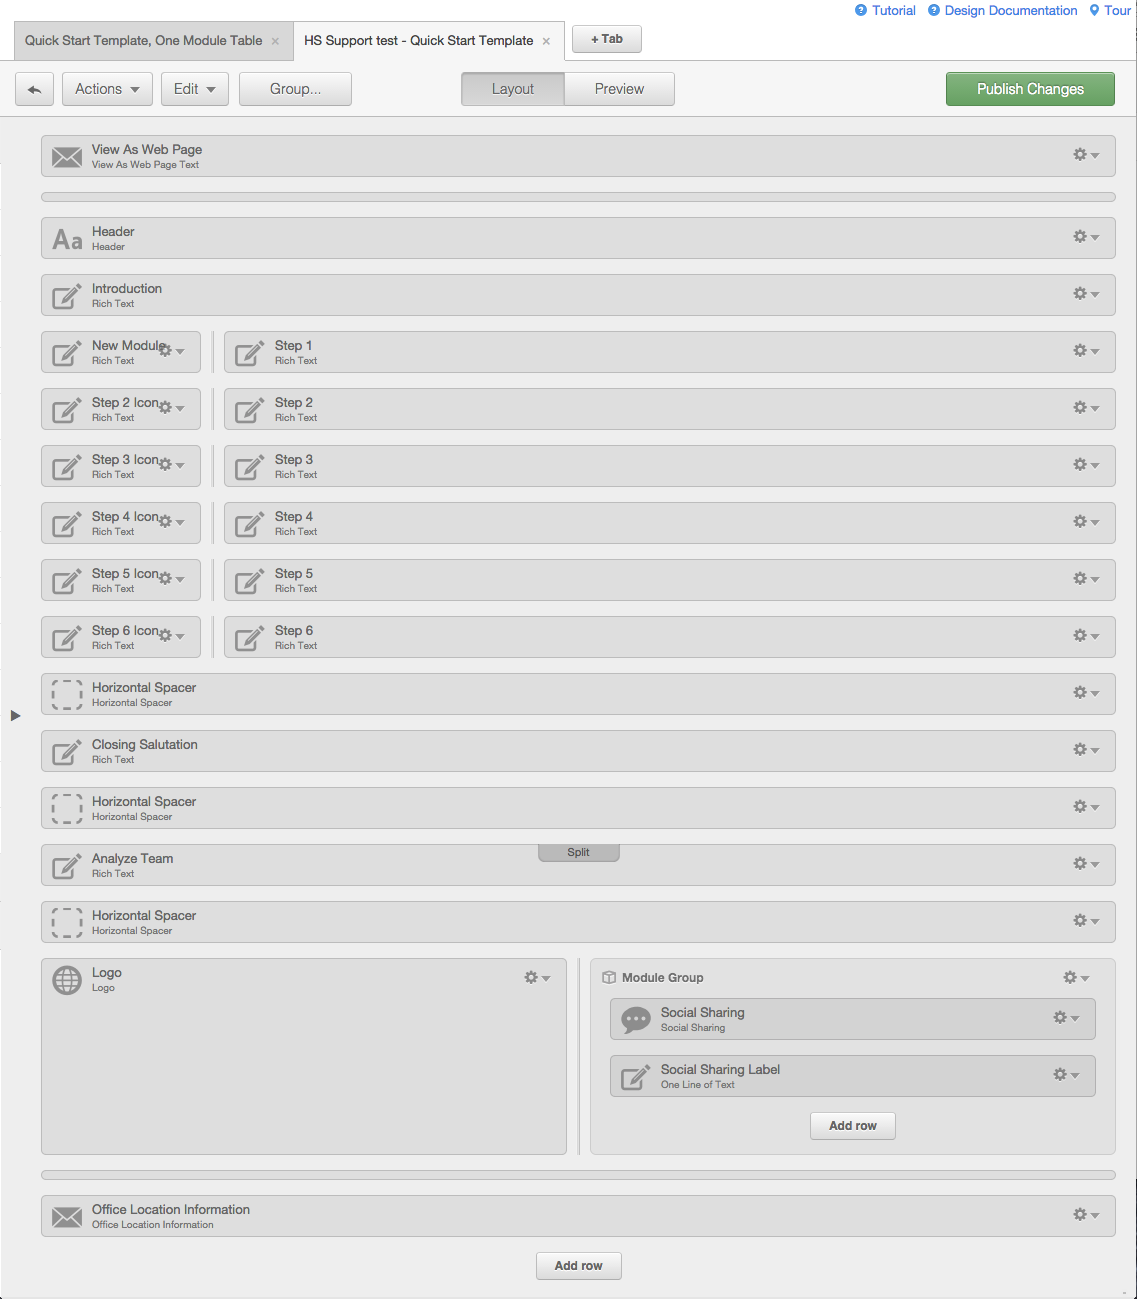 Tutorial Design Documentation Tour
Quick Start Template, One Module Table × HS Support test - Quick Start Template × + Tab
Actions Edit Group... Layout Preview Publish Changes
View As Web Page
View As Web Page Text
Header
Header
Introduction
Rich Text
New Module Step 1
Rich Text Rich Text
Step 2 Icon Step 2
Rich Text Rich Text
Step 3 Icon Step 3
Rich Text Rich Text
Step 4 Icon Step 4
Rich Text Rich Text
Step 5 Icon Step 5
Rich Text Rich Text
Step 6 Icon Step 6
Rich Text Rich Text
Horizontal Spacer
Horizontal Spacer
Closing Salutation
Rich Text
Horizontal Spacer
Horizontal Spacer
Split
Analyze Team
Rich Text
Horizontal Spacer
Horizontal Spacer
Logo
Logo
Module Group
Social Sharing
Social Sharing
Social Sharing Label
One Line of Text
Add row
Office Location Information
Office Location Information
Add row